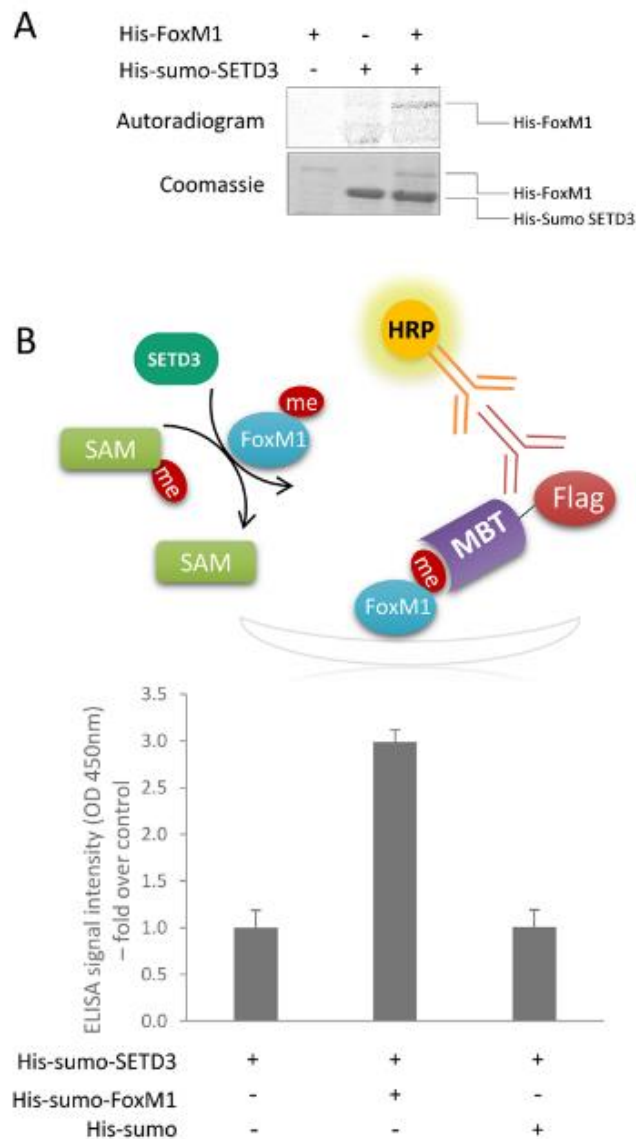 A
His-FoxM1 + - +
His-sumo-SETD3 - + +
Autoradiogram
His-FoxM1
Coomassie
His-FoxM1
His-Sumo SETD3
B
HRP
SETD3
me
FoxM1
SAM
me
Flag
MBT
SAM
me
FoxM1
ELISA signal intensity (OD 450nm)
– fold over control
3.5
3.0
2.5
2.0
1.5
1.0
0.5
0.0
His-sumo-SETD3 + + +
His-sumo-FoxM1 - + -
His-sumo - - +